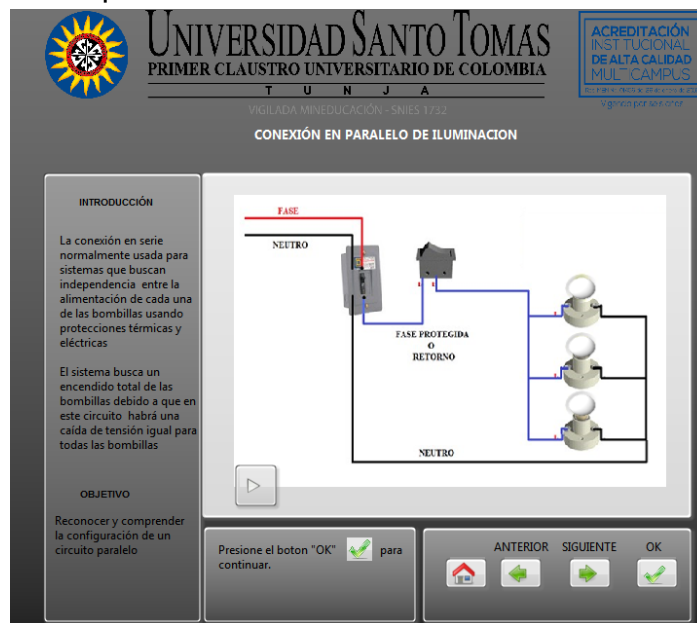 UNIVERSIDAD SANTO TOMÁS
PRIMER CLAUSTRO UNIVERSITARIO DE COLOMBIA
T U N J A
VIGILADA MINEDUCACIÓN - SNIES 1732
ACREDITACIÓN
INSTITUCIONAL
DE ALTA CALIDAD
MULTICAMPUS
CONEXIÓN EN PARALELO DE ILUMINACION
INTRODUCCIÓN
La conexión en serie
normalmente usada para
sistemas que buscan
independencia entre la
alimentación de cada una
de las bombillas usando
protecciones térmicas y
eléctricas
El sistema busca un
encendido total de las
bombillas debido a que en
este circuito habrá una
caída de tensión igual para
todas las bombillas
OBJETIVO
Reconocer y comprender
la configuración de un
circuito paralelo
FASE
NEUTRO
FASE PROTEGIDA
O
RETORNO
NEUTRO
Presione el boton "OK" para
continuar.
ANTERIOR SIGUIENTE OK